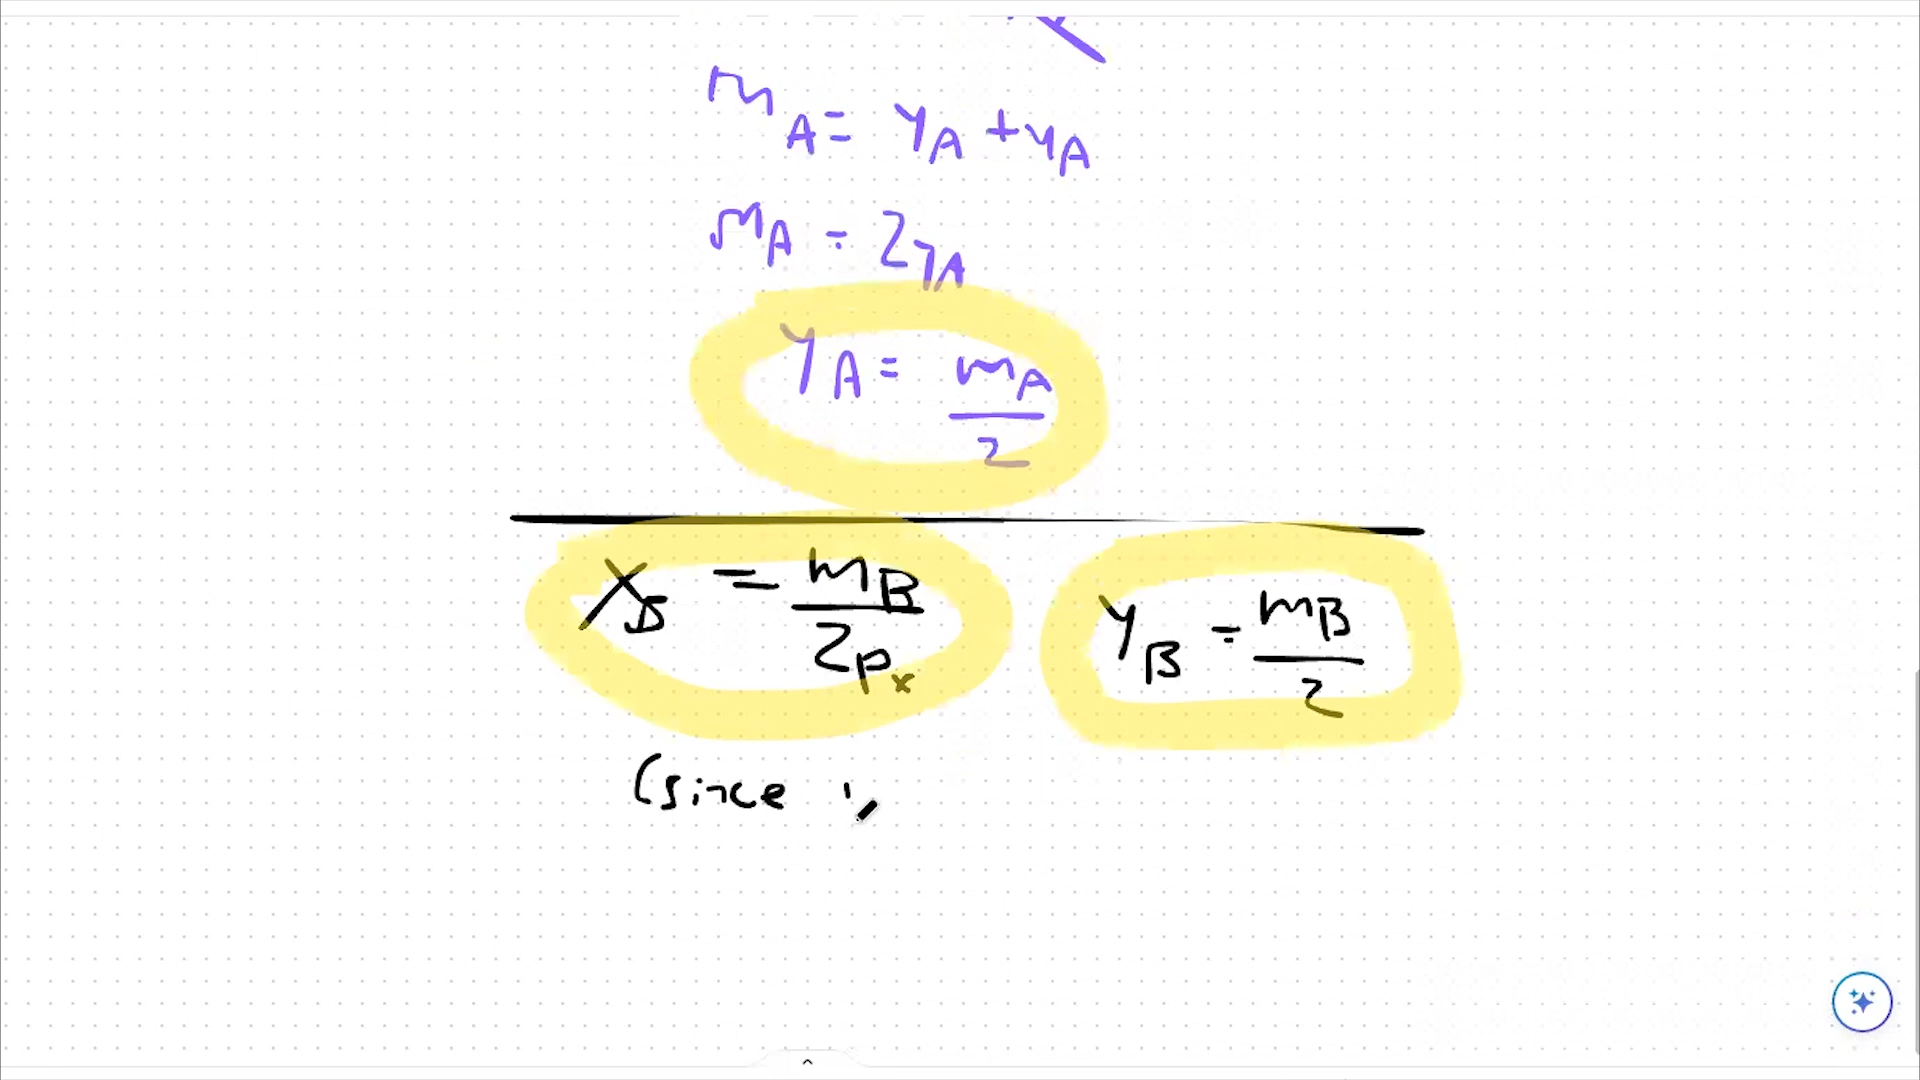 m_A = y_A + y_A
m_A = 2y_A
y_A = m_A/2
x_B = m_B/2p_x
y_B = m_B/2
(since